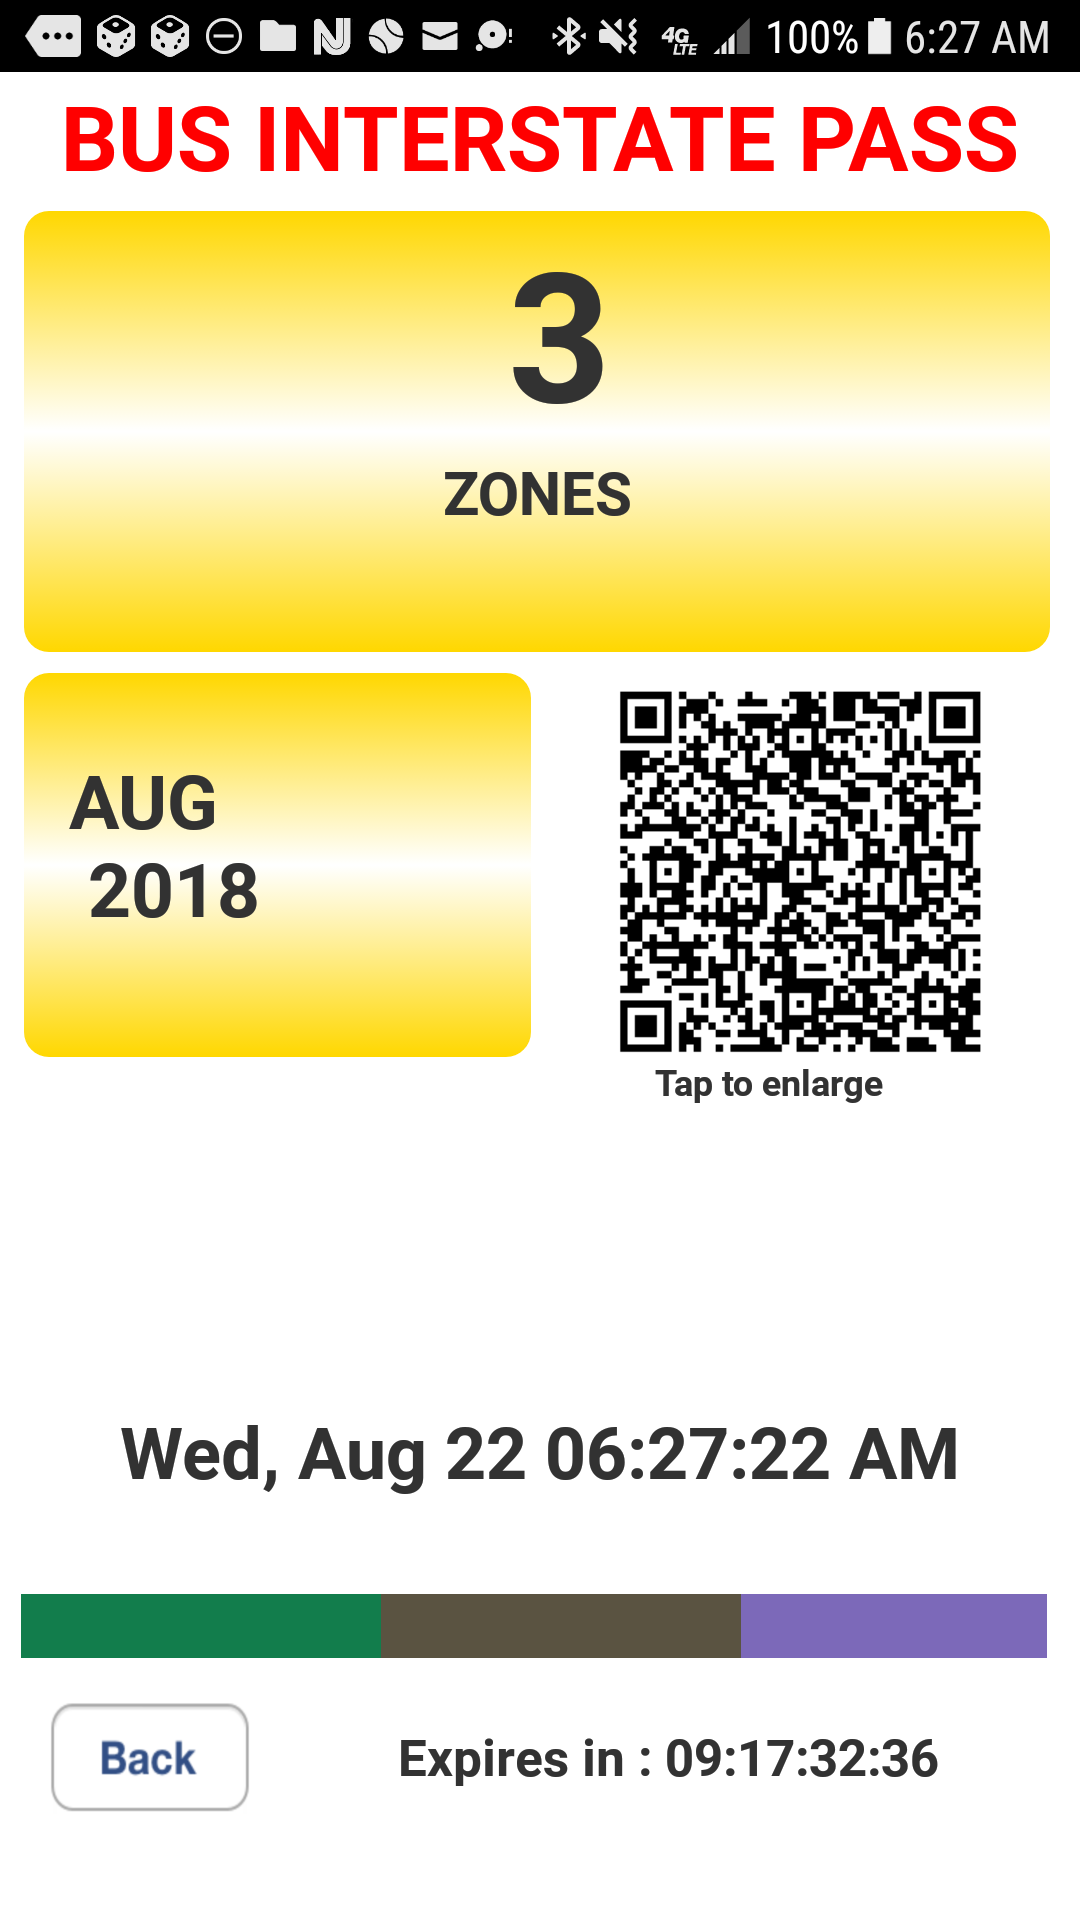 4G LTE 100% 6:27 AM
BUS INTERSTATE PASS
3
ZONES
AUG
2018
Tap to enlarge
Wed, Aug 22 06:27:22 AM
Back
Expires in : 09:17:32:36